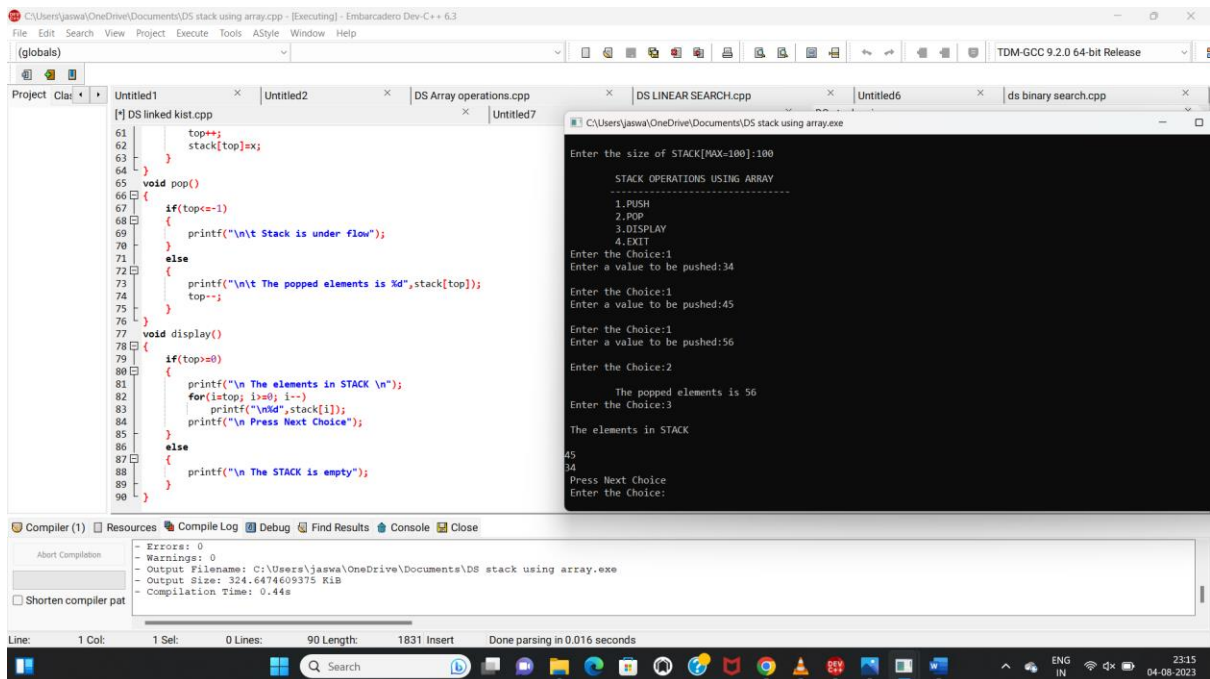 C:\Users\jaswa\OneDrive\Documents\DS stack using array.cpp - [Executing] - Embarcadero Dev-C++ 6.3
File Edit Search View Project Execute Tools AStyle Window Help
(globals)
TDM-GCC 9.2.0 64-bit Release
Project Clas
Untitled1 Untitled2 DS Array operations.cpp DS LINEAR SEARCH.cpp Untitled6 ds binary search.cpp
[*] DS linked kist.cpp Untitled7
61 top++;
62 stack[top]=x;
63 }
64 }
65 void pop()
66 {
67 if(top<=-1)
68 {
69 printf("\n\t Stack is under flow");
70 }
71 else
72 {
73 printf("\n\t The popped elements is %d",stack[top]);
74 top--;
75 }
76 }
77 void display()
78 {
79 if(top>=0)
80 {
81 printf("\n The elements in STACK \n");
82 for(i=top; i>=0; i--)
83 printf("\n%d",stack[i]);
84 printf("\n Press Next Choice");
85 }
86 else
87 {
88 printf("\n The STACK is empty");
89 }
90 }
C:\Users\jaswa\OneDrive\Documents\DS stack using array.exe
Enter the size of STACK[MAX=100]:100
STACK OPERATIONS USING ARRAY
--------------------------------
1.PUSH
2.POP
3.DISPLAY
4.EXIT
Enter the Choice:1
Enter a value to be pushed:34
Enter the Choice:1
Enter a value to be pushed:45
Enter the Choice:1
Enter a value to be pushed:56
Enter the Choice:2
The popped elements is 56
Enter the Choice:3
The elements in STACK
45
34
Press Next Choice
Enter the Choice:
Compiler (1) Resources Compile Log Debug Find Results Console Close
Abort Compilation
Shorten compiler pat
- Errors: 0
- Warnings: 0
- Output Filename: C:\Users\jaswa\OneDrive\Documents\DS stack using array.exe
- Output Size: 324.6474609375 KiB
- Compilation Time: 0.44s
Line: 1 Col: 1 Sel: 0 Lines: 90 Length: 1831 Insert Done parsing in 0.016 seconds
Search
DEV C++
ENG IN
23:15
04-08-2023